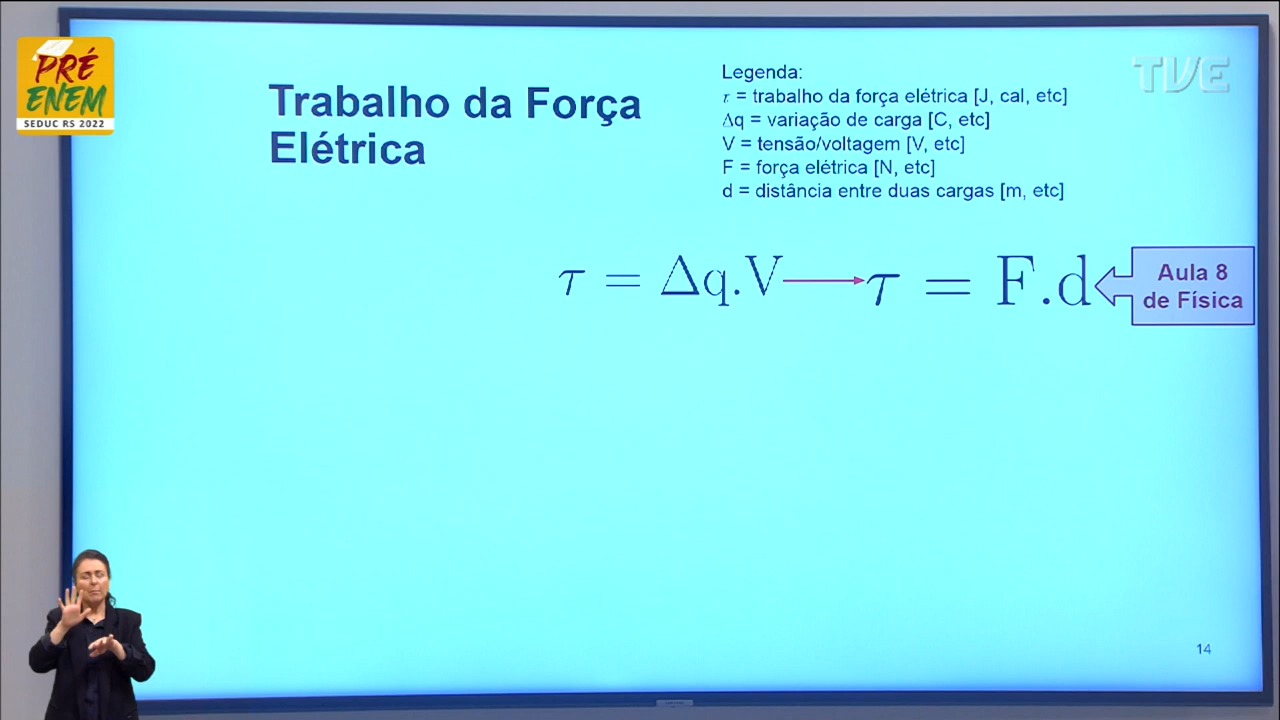 PRÉ
ENEM
SEDUC RS 2022
TVE
Trabalho da Força
Elétrica
Legenda:
τ = trabalho da força elétrica [J, cal, etc]
Δq = variação de carga [C, etc]
V = tensão/voltagem [V, etc]
F = força elétrica [N, etc]
d = distância entre duas cargas [m, etc]
τ = Δq.V → τ = F.d
Aula 8
de Física
14